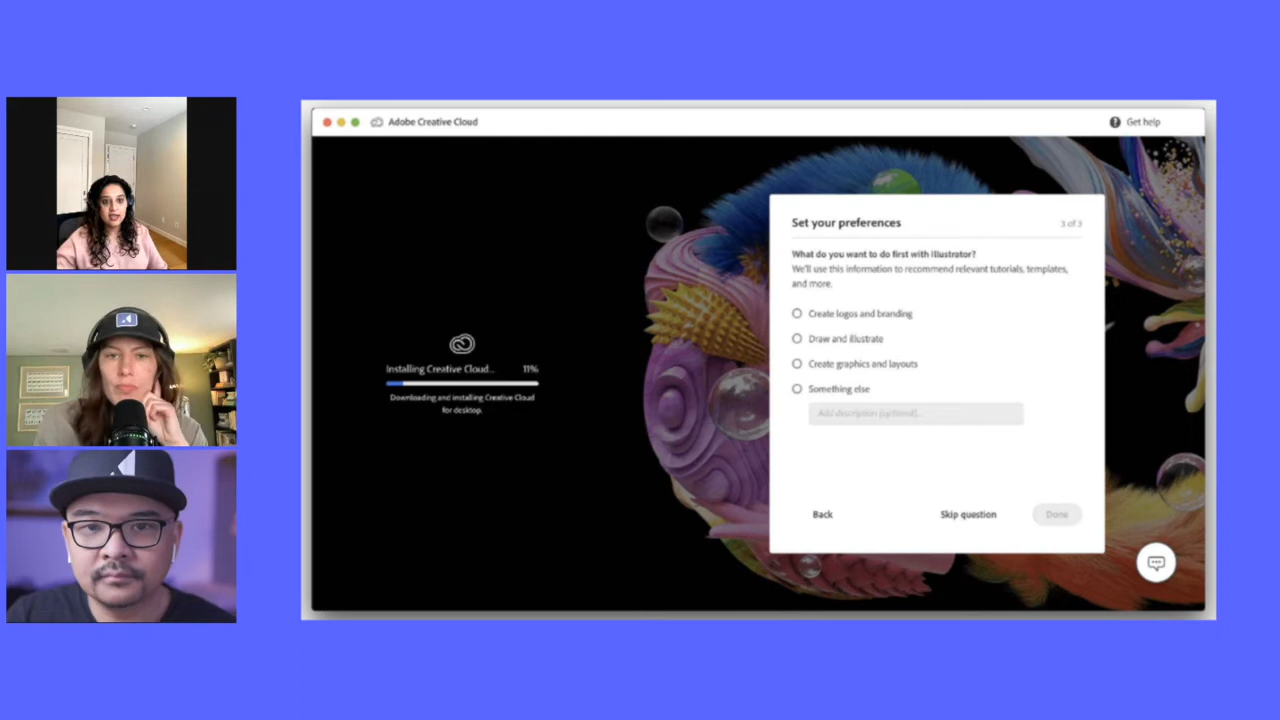 Adobe Creative Cloud
Get help
Set your preferences
3 of 3
What do you want to do first with Illustrator?
We'll use this information to recommend relevant tutorials, templates,
and more.
Create logos and branding
Draw and illustrate
Create graphics and layouts
Something else
Add description (optional)...
Back
Skip question
Done
Installing Creative Cloud...
11%
Downloading and installing Creative Cloud
for desktop.